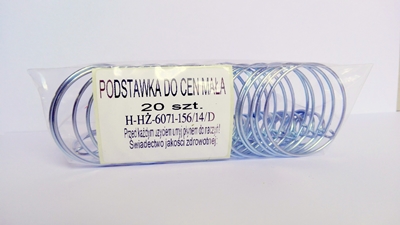 PODSTAWKA DO CEN MAŁA
20 szt.
H-HŻ-6071-156/14/D
Przed każdym użyciem umyj płynem do naczyń!
Świadectwo jakości zdrowotnej.